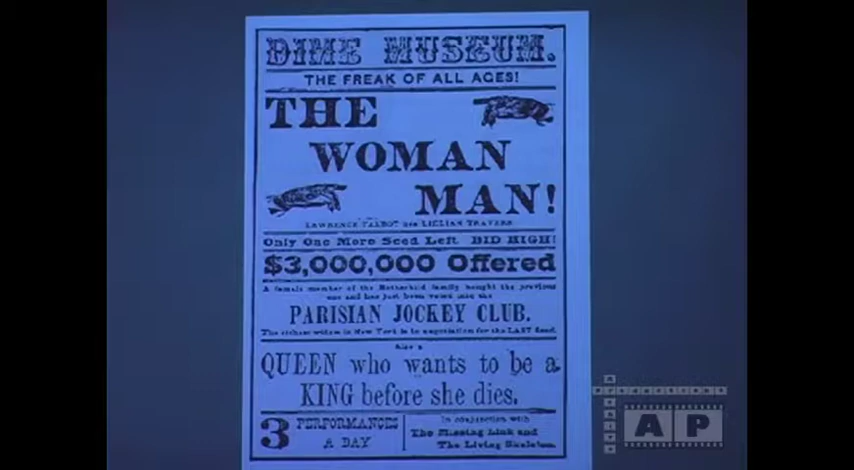 DIME MUSEUM.
THE FREAK OF ALL AGES!
THE
WOMAN
MAN!
LAWRENCE TALBOT née LILLIAN TRAVERS
Only One More Seed Left. BID HIGH!
$3,000,000 Offered
A female member of the Rothschild family bought the previous
one and has just been voted into the
PARISIAN JOCKEY CLUB.
The richest widow in New York is in negotiation for the LAST Seed.
Also a
QUEEN who wants to be a
KING before she dies.
3 PERFORMANCES
A DAY
In conjunction with
The Missing Link and
The Living Skeleton.
AP